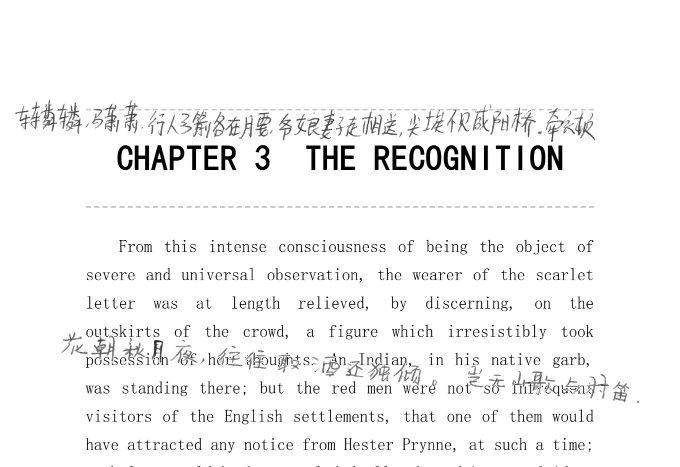 车辚辚,马萧萧,行人弓箭各在腰,爷娘妻子走相送,尘埃不见咸阳桥。牵衣
CHAPTER 3 THE RECOGNITION
From this intense consciousness of being the object of
severe and universal observation, the wearer of the scarlet
letter was at length relieved, by discerning, on the
outskirts of the crowd, a figure which irresistibly took
possession of her thoughts. An Indian, in his native garb,
花朝秋月夜,往往取酒还独倾。岂无山歌与村笛.
was standing there; but the red men were not so infrequent
visitors of the English settlements, that one of them would
have attracted any notice from Hester Prynne, at such a time;